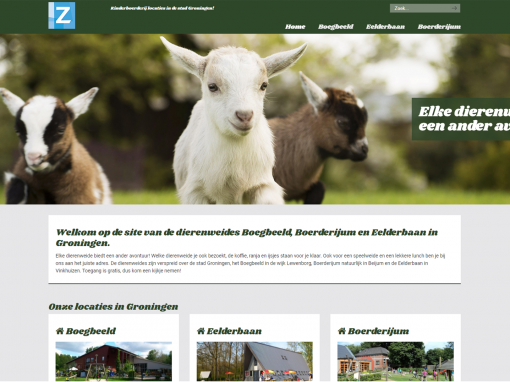 Z
Kinderboerderij locaties in de stad Groningen!
Zoek...
Home Boegbeeld Eelderbaan Boerderijum
Elke dierenw
een ander av
Welkom op de site van de dierenweides Boegbeeld, Boerderijum en Eelderbaan in
Groningen.
Elke dierenweide biedt een ander avontuur! Welke dierenweide je ook bezoekt, de koffie, ranja en ijsjes staan voor je klaar. Ook voor een speelweide en een lekkere lunch ben je bij
ons aan het juiste adres. De dierenweides zijn verspreid over de stad Groningen, het Boegbeeld in de wijk Lewenborg, Boerderijum natuurlijk in Beijum en de Eelderbaan in
Vinkhuizen. Toegang is gratis, dus kom een kijkje nemen!
Onze locaties in Groningen
Boegbeeld
Eelderbaan
Boerderijum